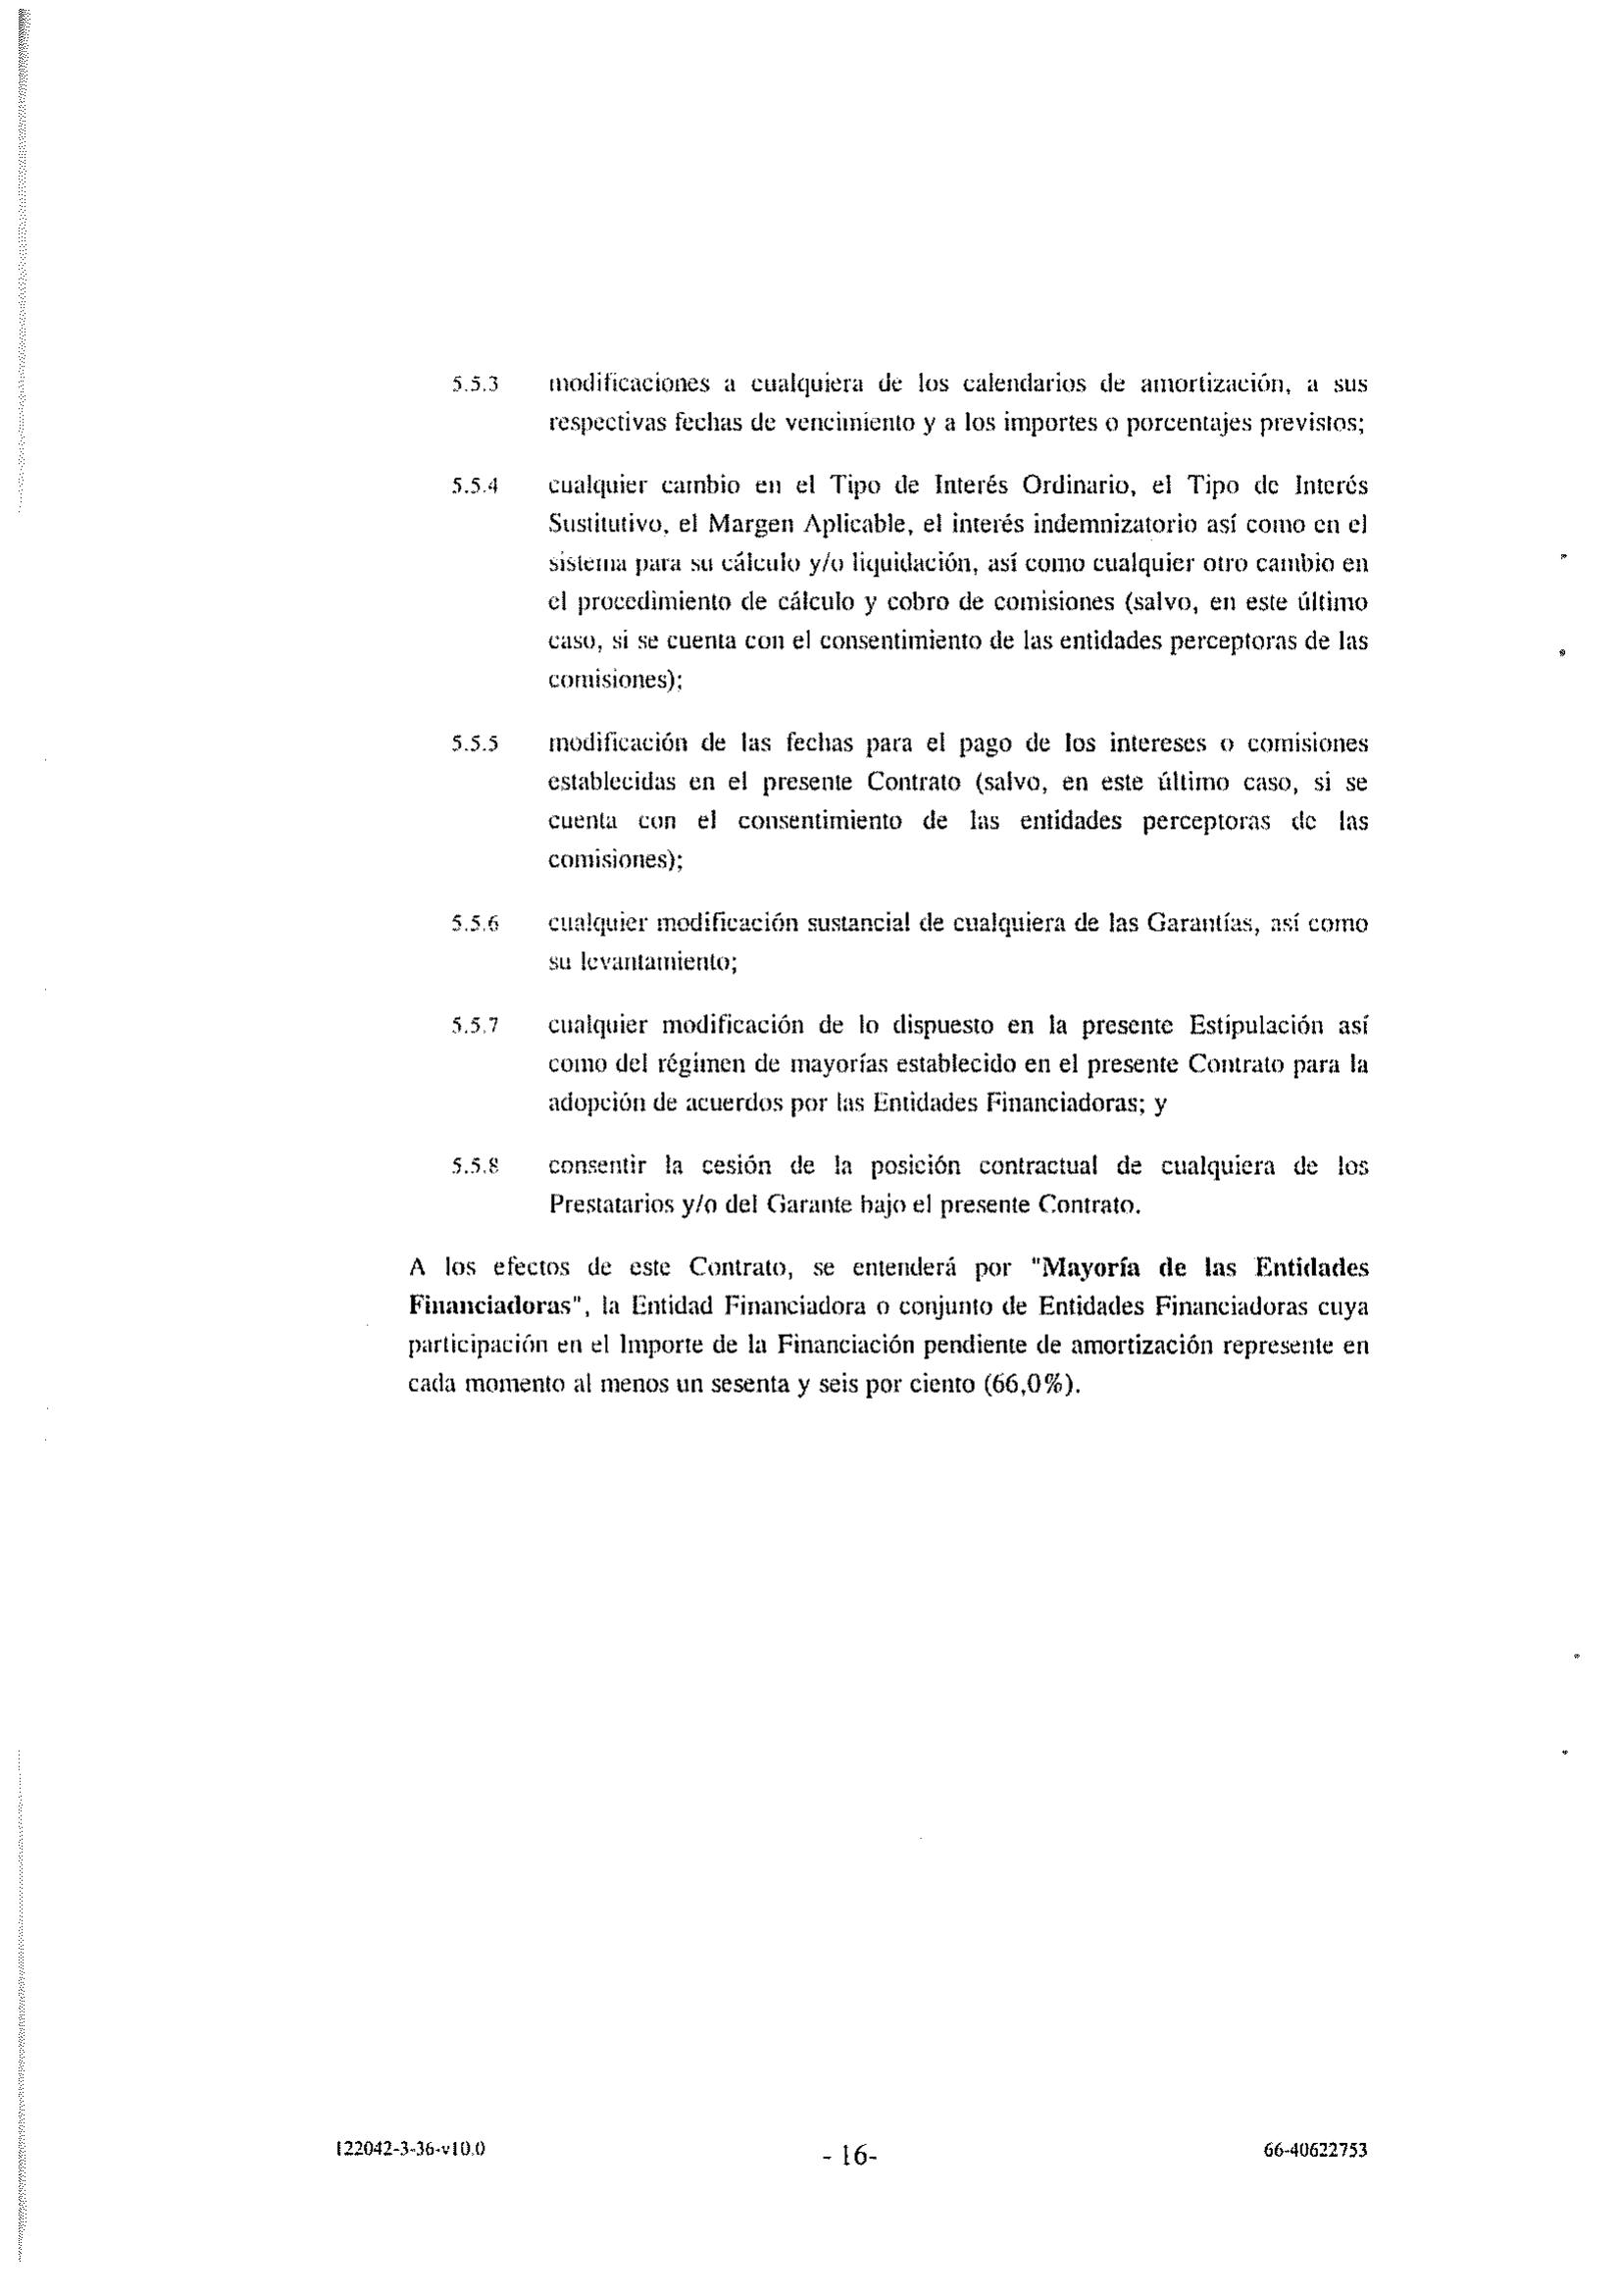 5.5.3 modificaciones a cualquiera de los calendarios de amortización, a sus
respectivas fechas de vencimiento y a los importes o porcentajes previstos;
5.5.4 cualquier cambio en el Tipo de Interés Ordinario, el Tipo de Interés
Sustitutivo, el Margen Aplicable, el interés indemnizatorio así como en el
sistema para su cálculo y/o liquidación, así como cualquier otro cambio en
el procedimiento de cálculo y cobro de comisiones (salvo, en este último
caso, si se cuenta con el consentimiento de las entidades perceptoras de las
comisiones);
5.5.5 modificación de las fechas para el pago de los intereses o comisiones
establecidas en el presente Contrato (salvo, en este último caso, si se
cuenta con el consentimiento de las entidades perceptoras de las
comisiones);
5.5.6 cualquier modificación sustancial de cualquiera de las Garantías, así como
su levantamiento;
5.5.7 cualquier modificación de lo dispuesto en la presente Estipulación así
como del régimen de mayorías establecido en el presente Contrato para la
adopción de acuerdos por las Entidades Financiadoras; y
5.5.8 consentir la cesión de la posición contractual de cualquiera de los
Prestatarios y/o del Garante bajo el presente Contrato.
A los efectos de este Contrato, se entenderá por "Mayoría de las Entidades
Financiadoras", la Entidad Financiadora o conjunto de Entidades Financiadoras cuya
participación en el Importe de la Financiación pendiente de amortización represente en
cada momento al menos un sesenta y seis por ciento (66,0%).
122042-3-36-v10.0 - 16- 66-40622753